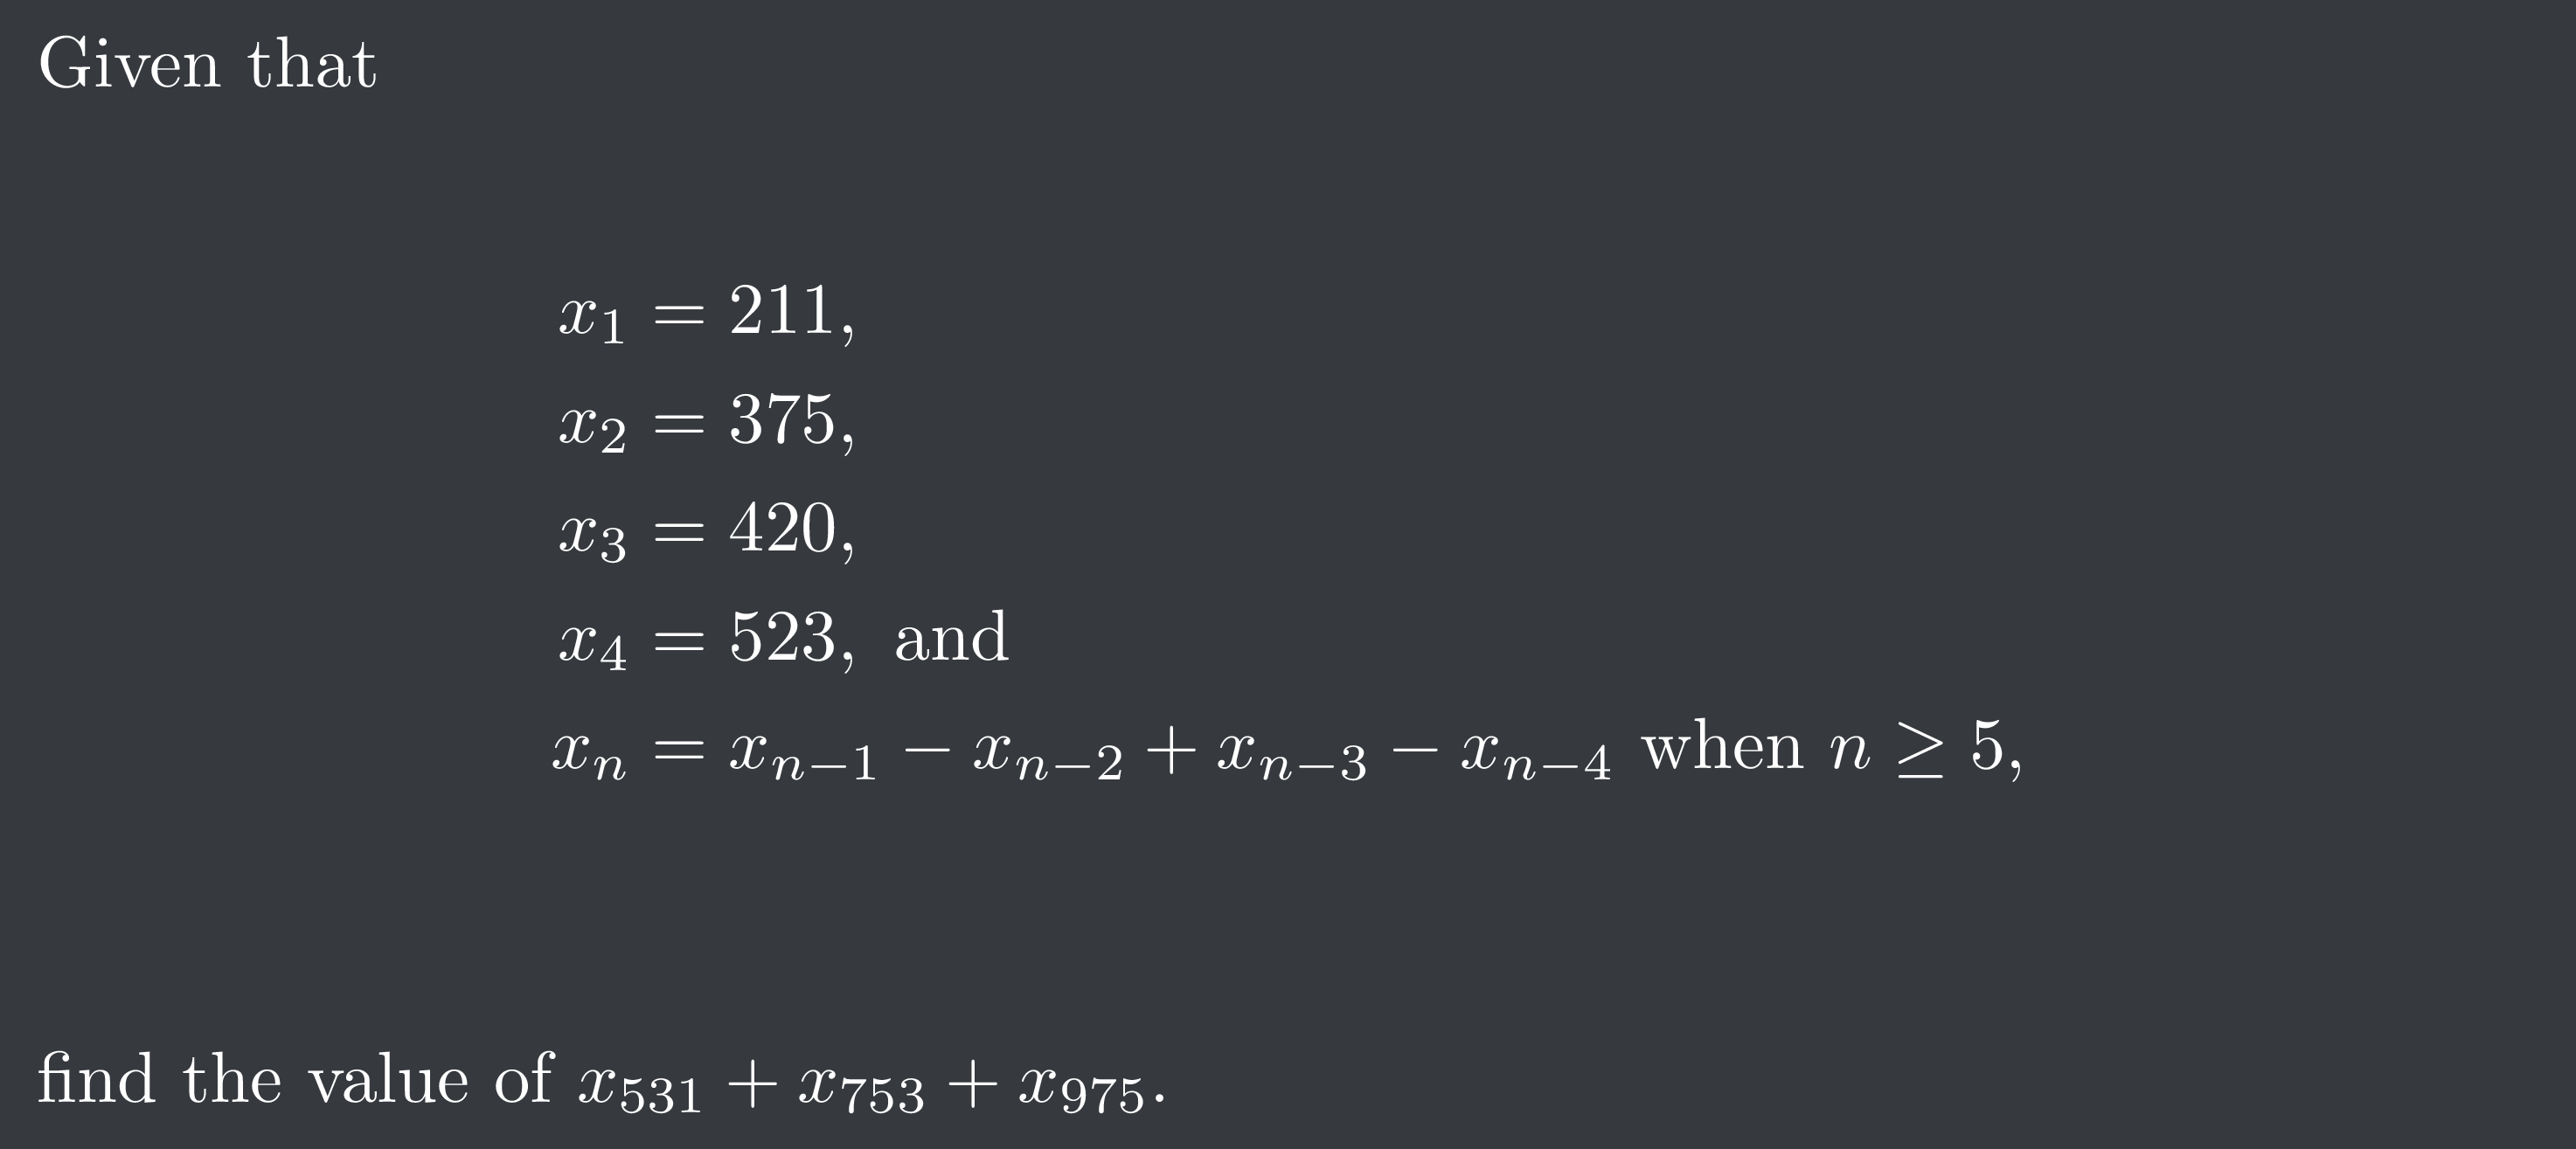 Given that
x₁ = 211,
x₂ = 375,
x₃ = 420,
x₄ = 523, and
xₙ = xₙ₋₁ − xₙ₋₂ + xₙ₋₃ − xₙ₋₄ when n ≥ 5,
find the value of x₅₃₁ + x₇₅₃ + x₉₇₅.